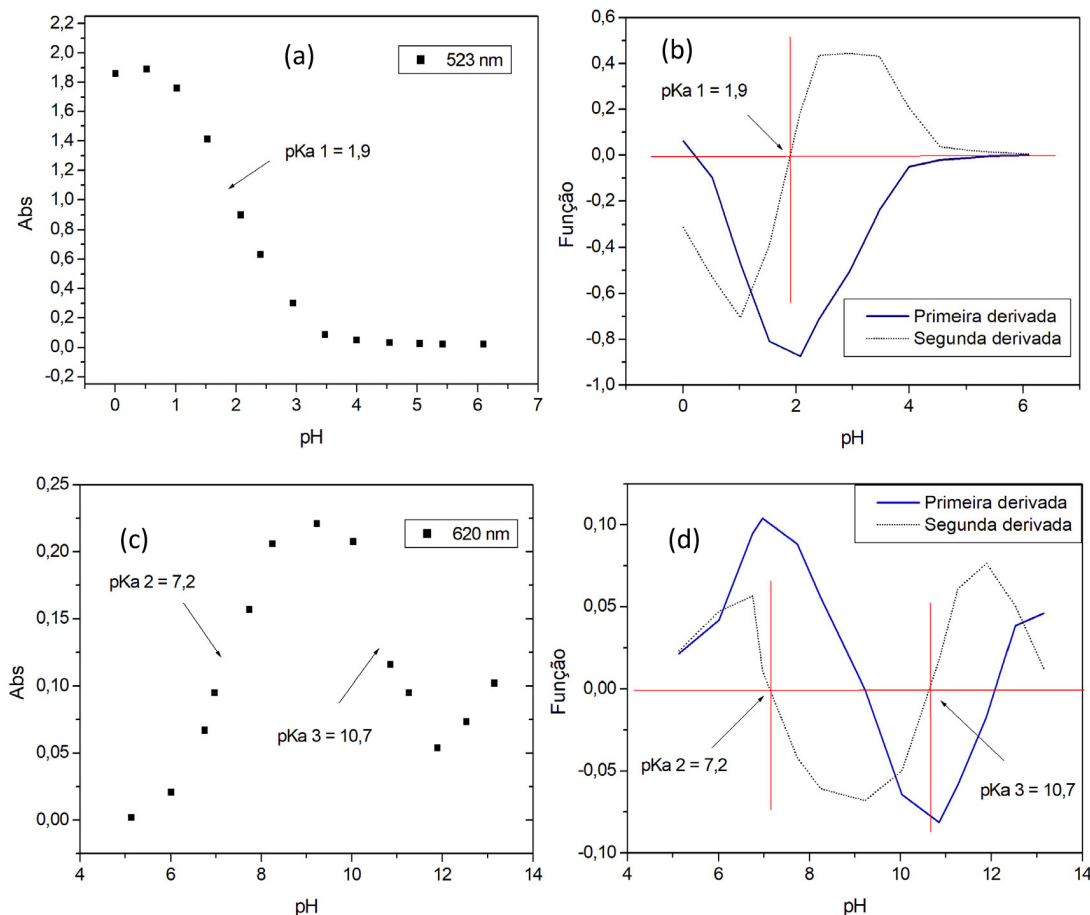 (a)
523 nm
pKa 1 = 1,9
2,2
2,0
1,8
1,6
1,4
1,2
1,0
0,8
0,6
0,4
0,2
0,0
-0,2
Abs
0 1 2 3 4 5 6 7
pH
(b)
pKa 1 = 1,9
0,6
0,4
0,2
0,0
-0,2
-0,4
-0,6
-0,8
-1,0
Função
Primeira derivada
Segunda derivada
0 2 4 6
pH
(c)
620 nm
pKa 2 = 7,2
pKa 3 = 10,7
0,25
0,20
0,15
0,10
0,05
0,00
Abs
4 6 8 10 12 14
pH
(d)
Primeira derivada
Segunda derivada
0,10
0,05
0,00
-0,05
-0,10
Função
pKa 2 = 7,2
pKa 3 = 10,7
4 6 8 10 12 14
pH